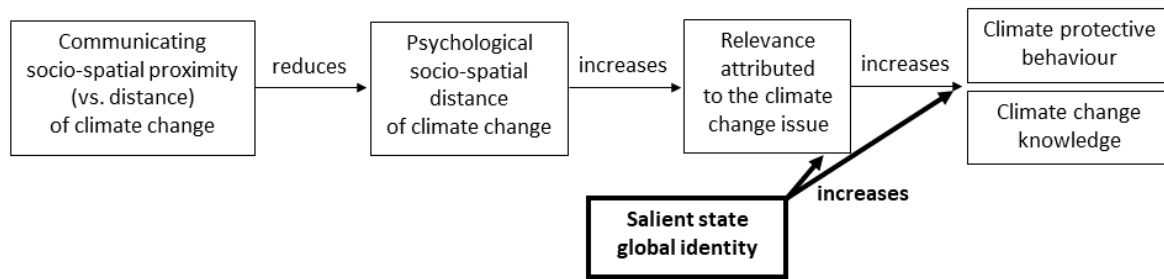 Communicating
socio-spatial proximity
(vs. distance)
of climate change
reduces
Psychological
socio-spatial
distance
of climate change
increases
Relevance
attributed
to the climate
change issue
increases
Climate protective
behaviour
Climate change
knowledge
increases
Salient state
global identity